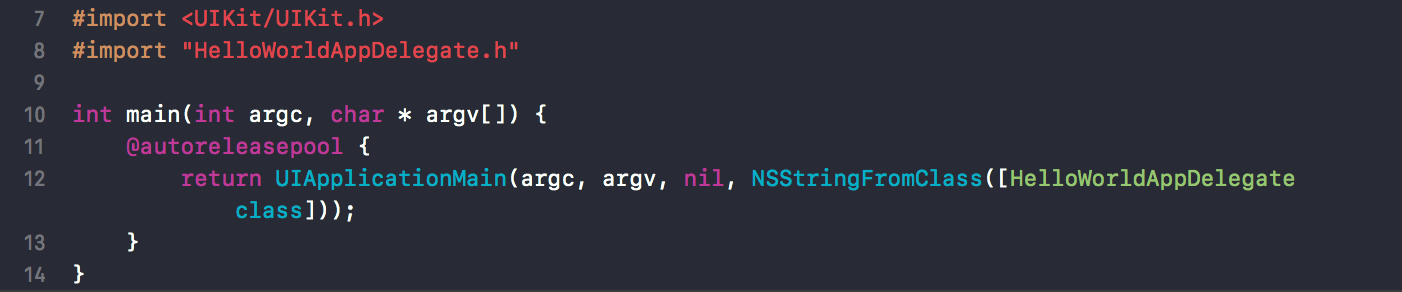 7 #import <UIKit/UIKit.h>
8 #import "HelloWorldAppDelegate.h"
9
10 int main(int argc, char * argv[]) {
11     @autoreleasepool {
12         return UIApplicationMain(argc, argv, nil, NSStringFromClass([HelloWorldAppDelegate
            class]));
13     }
14 }